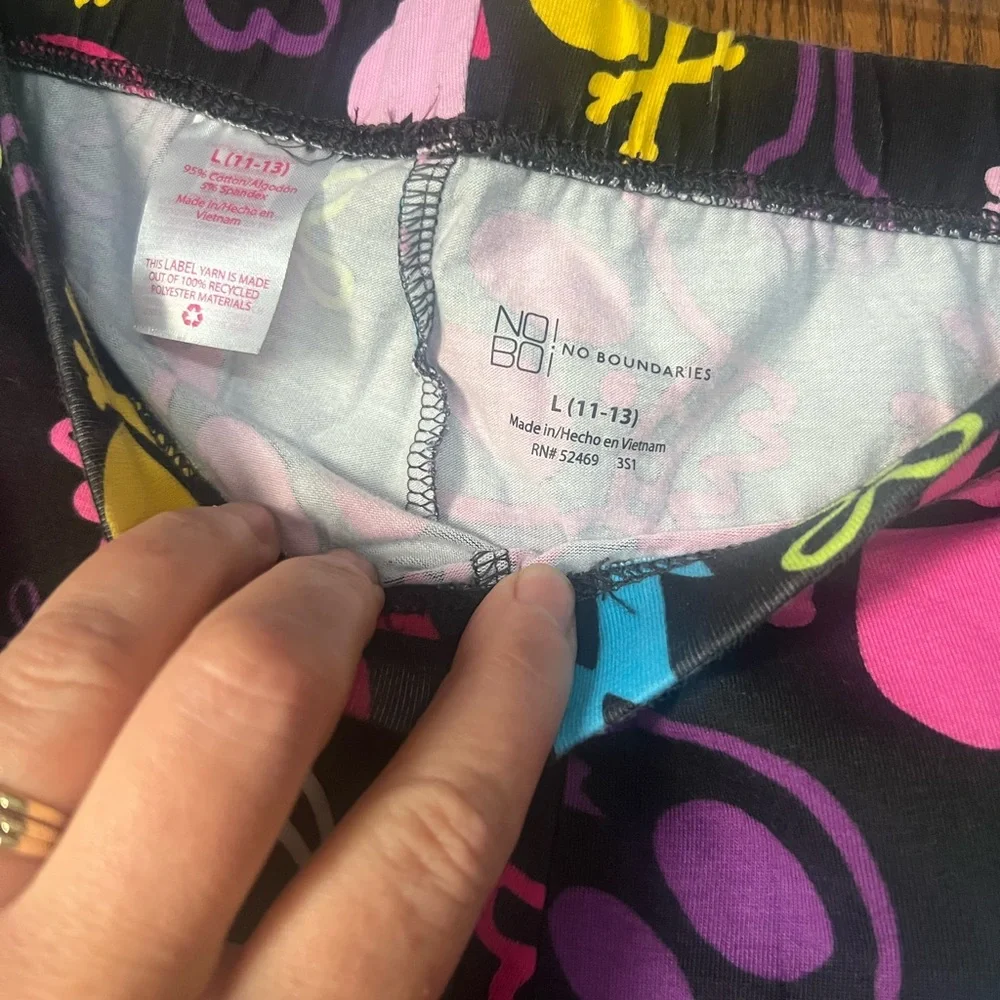 L (11-13)
95% Cotton/Algodón
5% Spandex
Made in/Hecho en
Vietnam
THIS LABEL YARN IS MADE
OUT OF 100% RECYCLED
POLYESTER MATERIALS
NO
BO
NO BOUNDARIES
L (11-13)
Made in/Hecho en Vietnam
RN# 52469 3S1